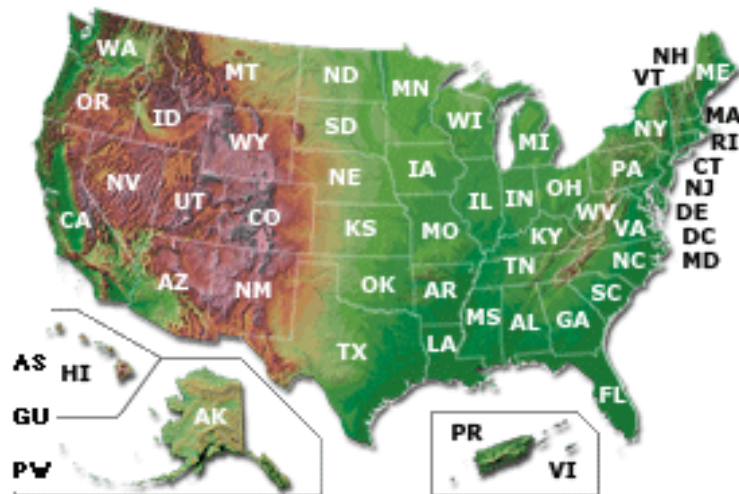 WA
MT
ND
MN
NH
VT
ME
OR
ID
SD
WI
MI
NY
MA
WY
RI
NV
UT
NE
IA
IL
IN
OH
PA
CT
NJ
CA
CO
KS
MO
KY
WV
VA
DE
DC
AZ
NM
OK
AR
TN
NC
MD
SC
TX
LA
MS
AL
GA
FL
AS
HI
GU
AK
PW
PR
VI